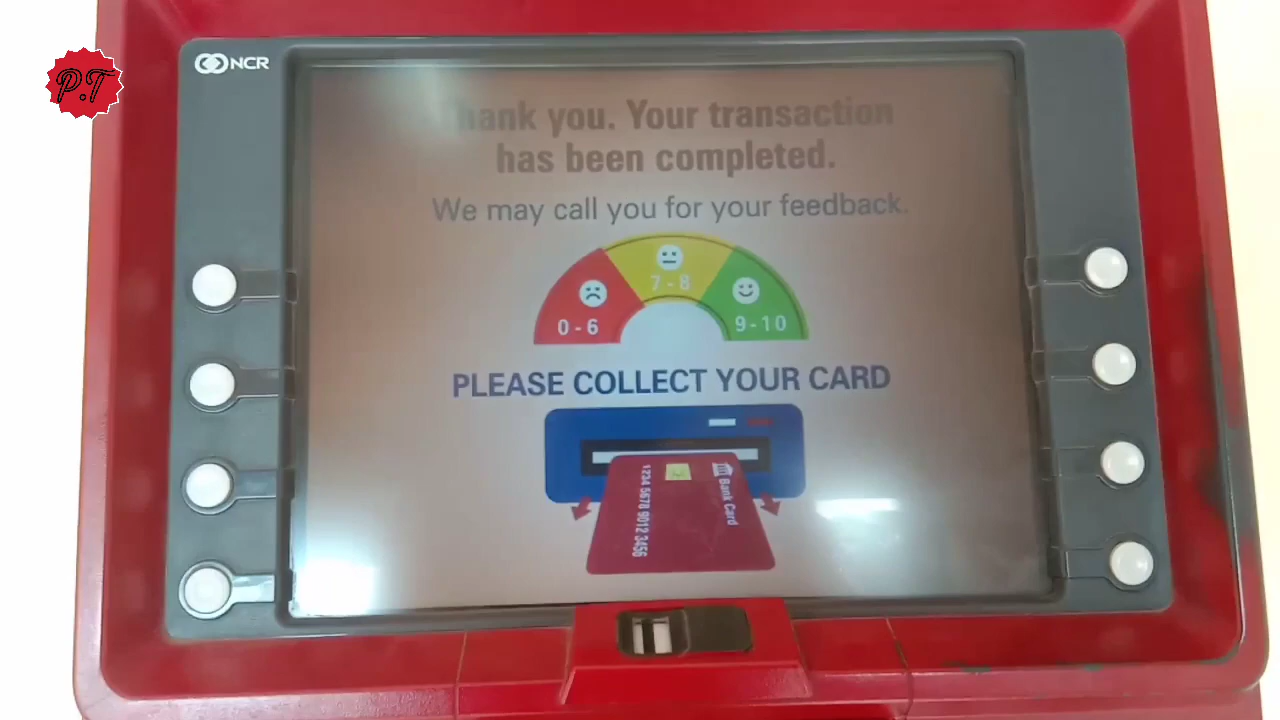 NCR
P.T
Thank you. Your transaction
has been completed.
We may call you for your feedback.
7 - 8
0 - 6
9 - 10
PLEASE COLLECT YOUR CARD
Bank Card
1234 5678 9012 3456